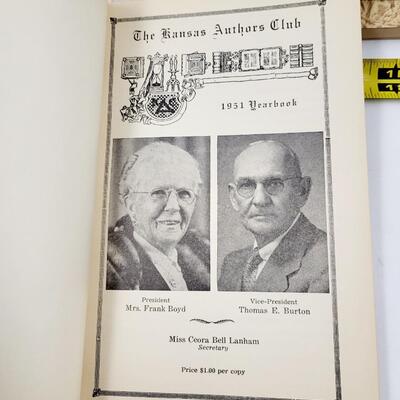 The Kansas Authors Club
1951 Yearbook
President
Mrs. Frank Boyd
Vice-President
Thomas E. Burton
Miss Ceora Bell Lanham
Secretary
Price $1.00 per copy